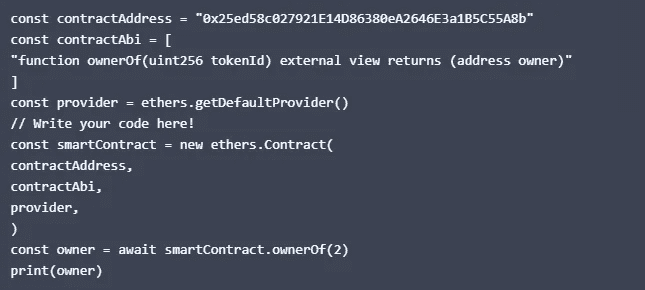 const contractAddress = "0x25ed58c027921E14D86380eA2646E3a1B5C55A8b"
const contractAbi = [
"function ownerOf(uint256 tokenId) external view returns (address owner)"
]
const provider = ethers.getDefaultProvider()
// Write your code here!
const smartContract = new ethers.Contract(
contractAddress,
contractAbi,
provider,
)
const owner = await smartContract.ownerOf(2)
print(owner)